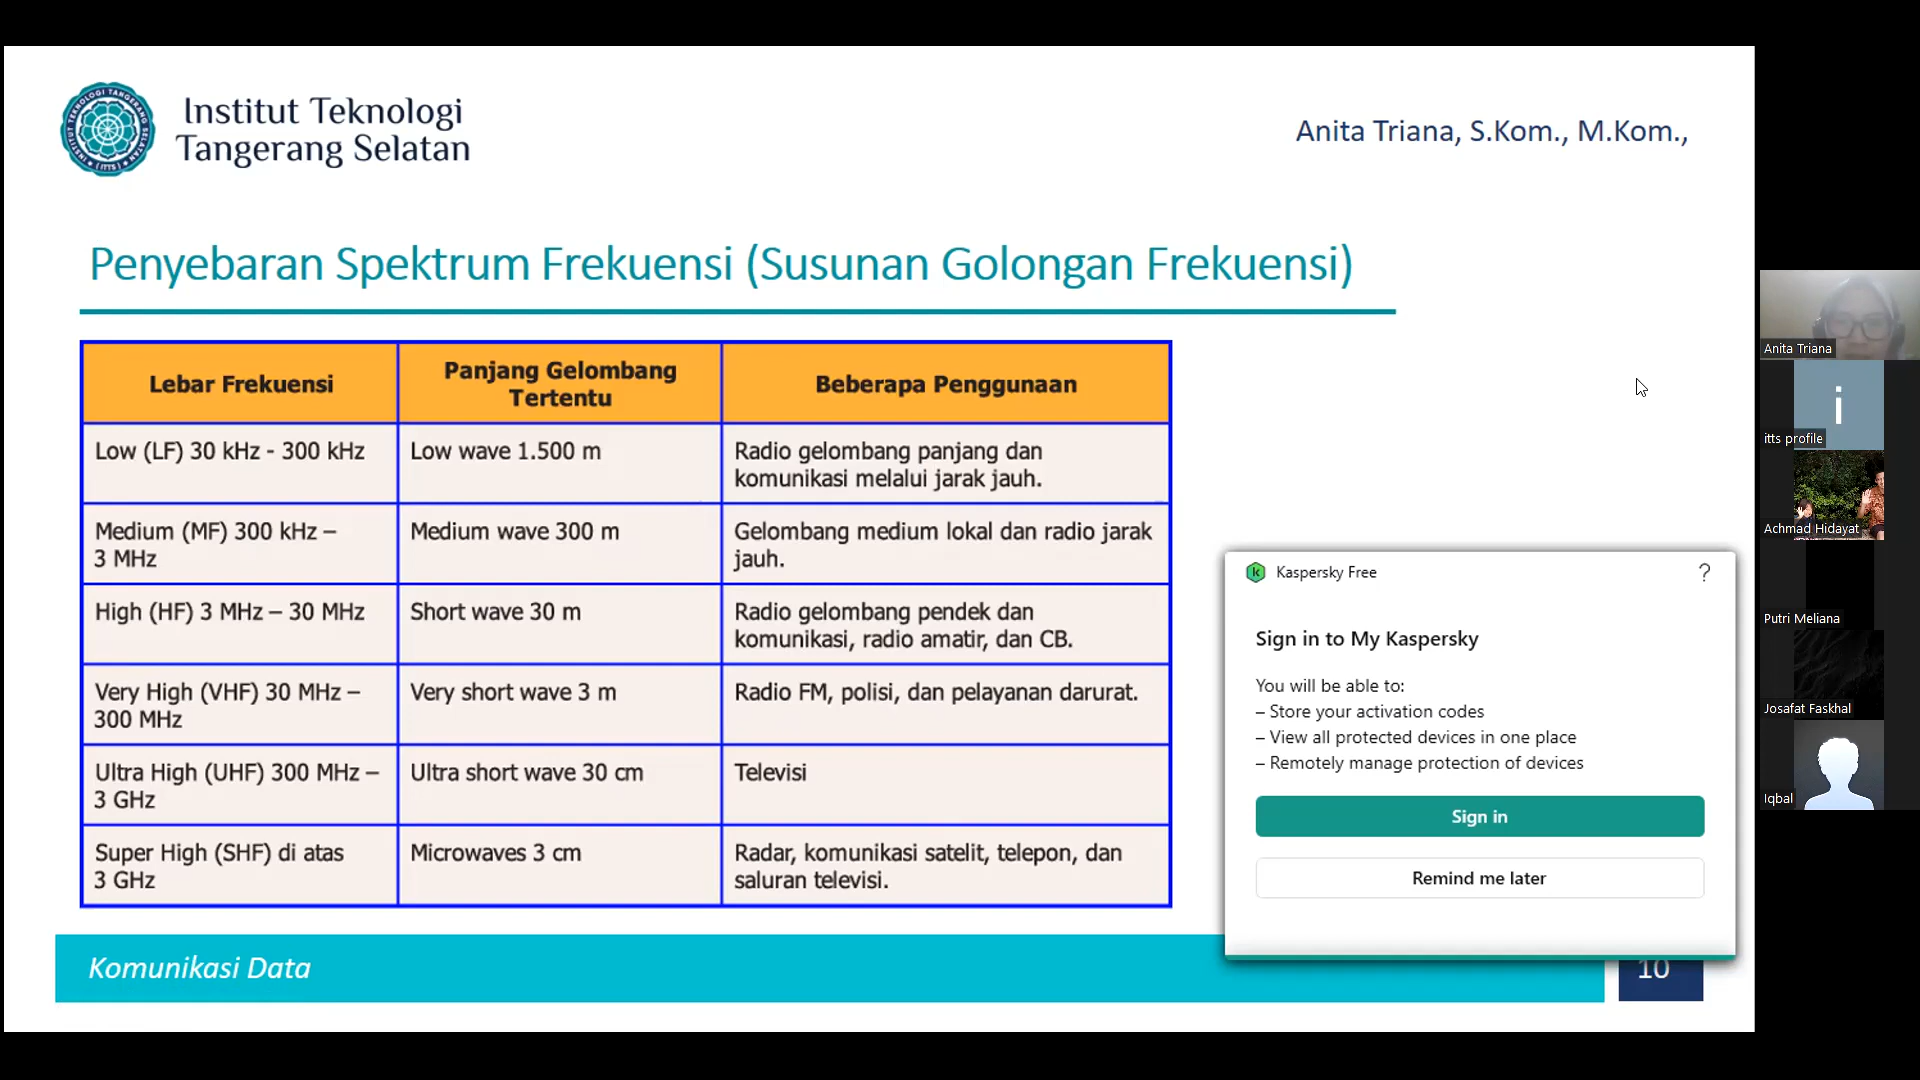 Institut Teknologi
Tangerang Selatan
Anita Triana, S.Kom., M.Kom.,
Penyebaran Spektrum Frekuensi (Susunan Golongan Frekuensi)
Lebar Frekuensi
Panjang Gelombang
Tertentu
Beberapa Penggunaan
Low (LF) 30 kHz - 300 kHz
Low wave 1.500 m
Radio gelombang panjang dan
komunikasi melalui jarak jauh.
Medium (MF) 300 kHz –
3 MHz
Medium wave 300 m
Gelombang medium lokal dan radio jarak
jauh.
High (HF) 3 MHz – 30 MHz
Short wave 30 m
Radio gelombang pendek dan
komunikasi, radio amatir, dan CB.
Very High (VHF) 30 MHz –
300 MHz
Very short wave 3 m
Radio FM, polisi, dan pelayanan darurat.
Ultra High (UHF) 300 MHz –
3 GHz
Ultra short wave 30 cm
Televisi
Super High (SHF) di atas
3 GHz
Microwaves 3 cm
Radar, komunikasi satelit, telepon, dan
saluran televisi.
Komunikasi Data
10
Kaspersky Free
?
Sign in to My Kaspersky
You will be able to:
– Store your activation codes
– View all protected devices in one place
– Remotely manage protection of devices
Sign in
Remind me later
Anita Triana
i
itts profile
Achmad Hidayat
Putri Meliana
Josafat Faskhal
Iqbal